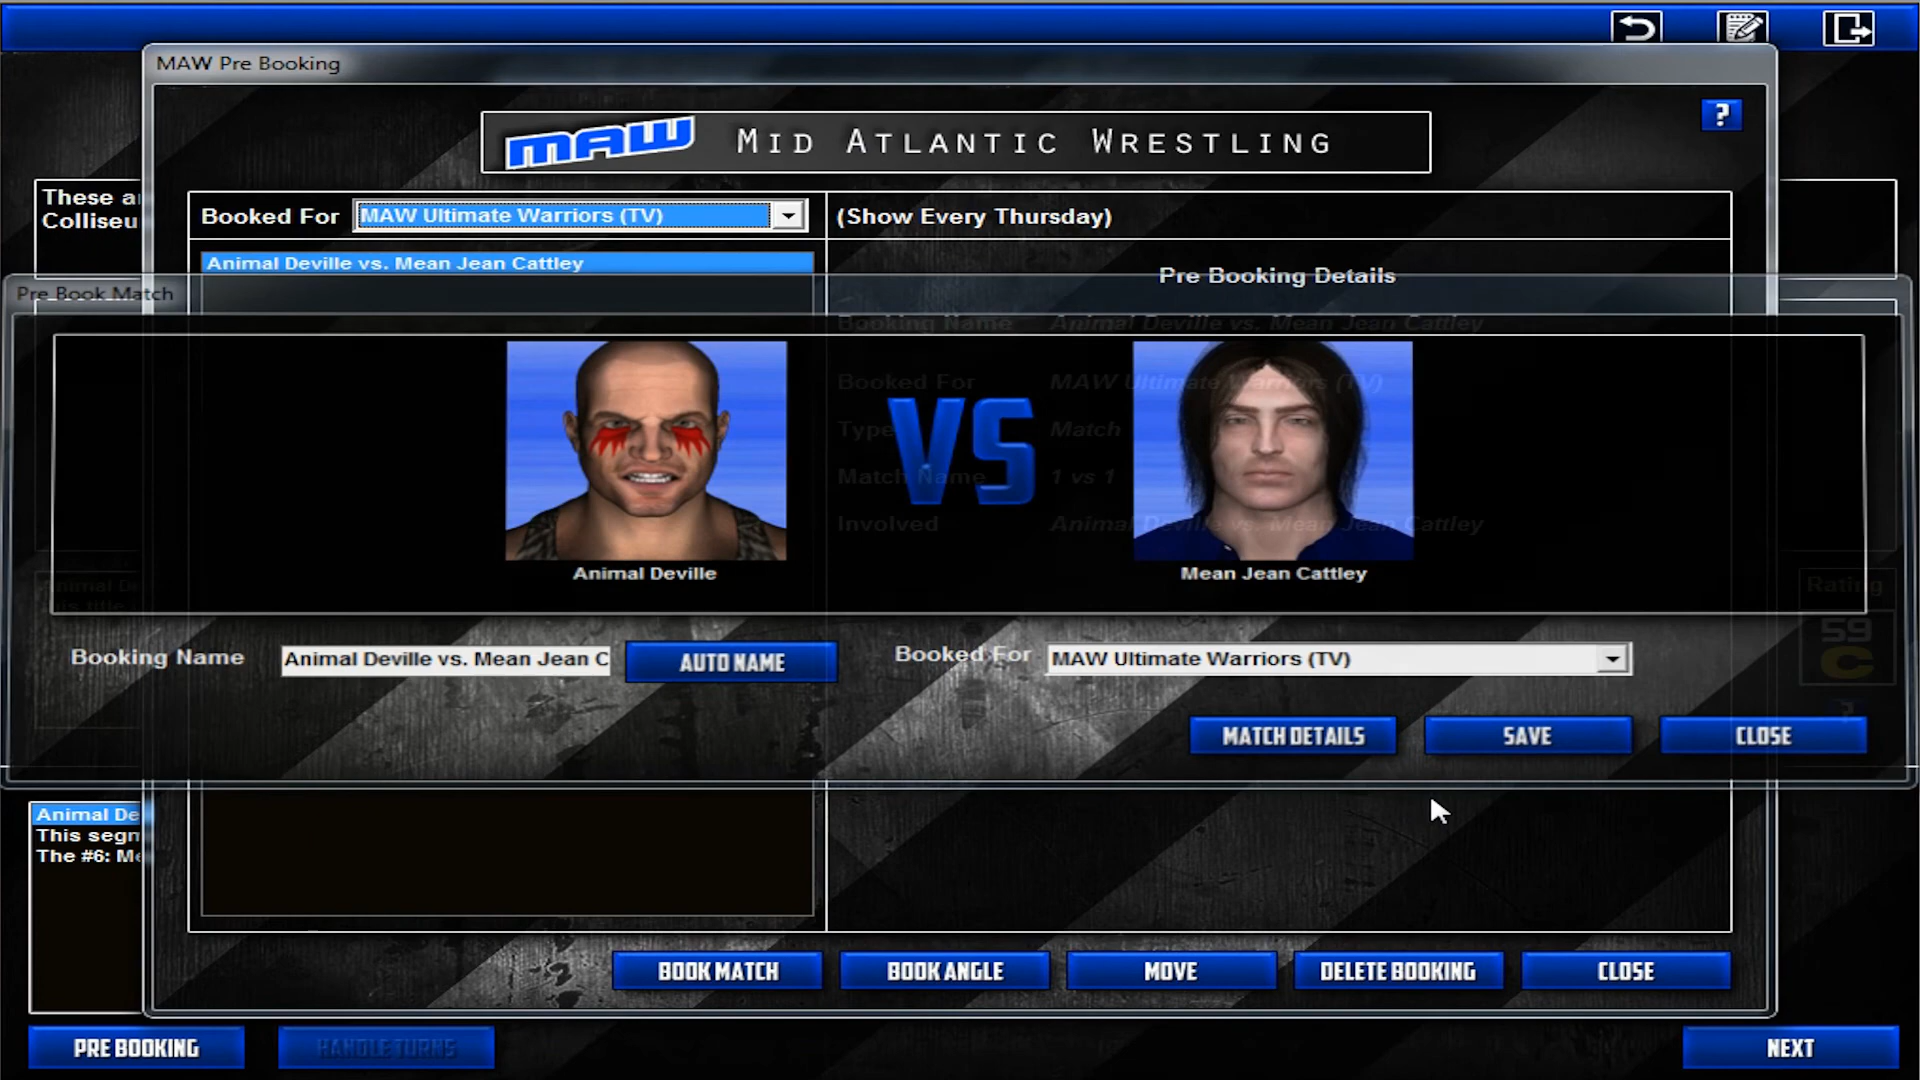 MAW Pre Booking
MAW MID ATLANTIC WRESTLING
?
These a
Colliseu
Booked For MAW Ultimate Warriors (TV)
(Show Every Thursday)
Animal Deville vs. Mean Jean Cattley
Pre Booking Details
Pre Book Match
Booking Name Animal Deville vs. Mean Jean Cattley
Booked For MAW Ultimate Warriors (TV)
Type Match
Match Name 1 vs 1
Involved Animal Deville vs. Mean Jean Cattley
VS
Animal Deville
Mean Jean Cattley
Rating
59
C
Booking Name Animal Deville vs. Mean Jean C
AUTO NAME
Booked For MAW Ultimate Warriors (TV)
MATCH DETAILS
SAVE
CLOSE
Animal De
This segm
The #6: Me
BOOK MATCH
BOOK ANGLE
MOVE
DELETE BOOKING
CLOSE
PRE BOOKING
HANDLE TURNS
NEXT